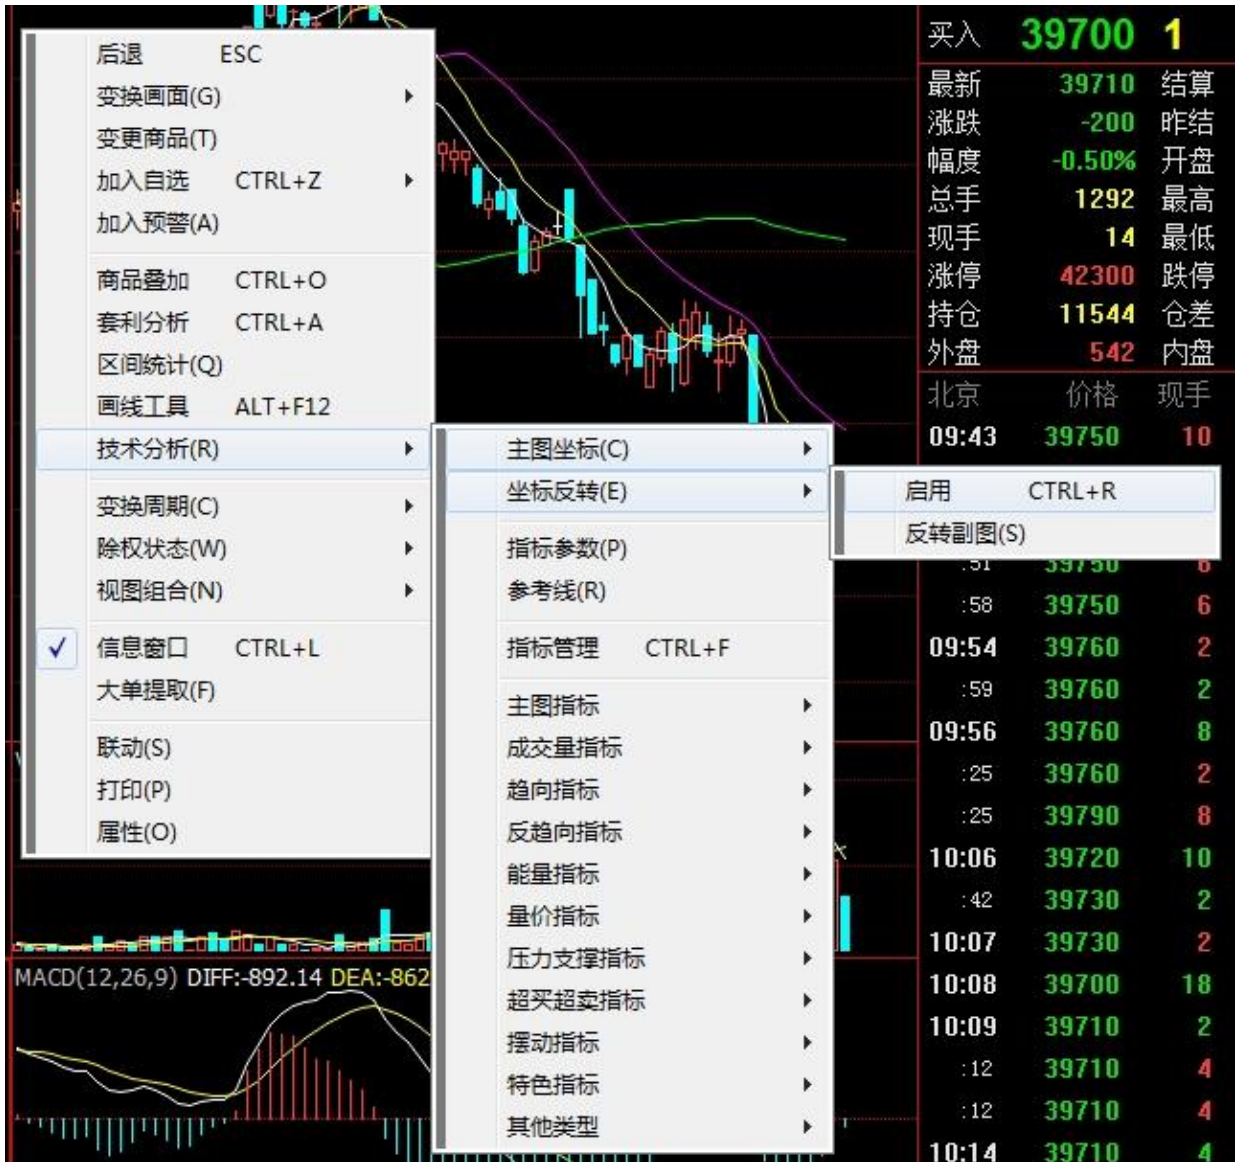 后退 ESC
变换画面(G)
变更商品(T)
加入自选 CTRL+Z
加入预警(A)
商品叠加 CTRL+O
套利分析 CTRL+A
区间统计(Q)
画线工具 ALT+F12
技术分析(R)
变换周期(C)
除权状态(W)
视图组合(N)
信息窗口 CTRL+L
大单提取(F)
联动(S)
打印(P)
属性(O)
主图坐标(C)
坐标反转(E)
指标参数(P)
参考线(R)
指标管理 CTRL+F
主图指标
成交量指标
趋向指标
反趋向指标
能量指标
量价指标
压力支撑指标
超买超卖指标
摆动指标
特色指标
其他类型
启用 CTRL+R
反转副图(S)
买入 39700 1
最新 39710 结算
涨跌 -200 昨结
幅度 -0.50% 开盘
总手 1292 最高
现手 14 最低
涨停 42300 跌停
持仓 11544 仓差
外盘 542 内盘
北京 价格 现手
09:43 39750 10
:51 39750 6
:58 39750 6
09:54 39760 2
:59 39760 2
09:56 39760 8
:25 39760 2
:25 39790 8
10:06 39720 10
:42 39730 2
10:07 39730 2
10:08 39700 18
10:09 39710 2
:12 39710 4
:12 39710 4
10:14 39710 4
MACD(12,26,9) DIFF:-892.14 DEA:-862